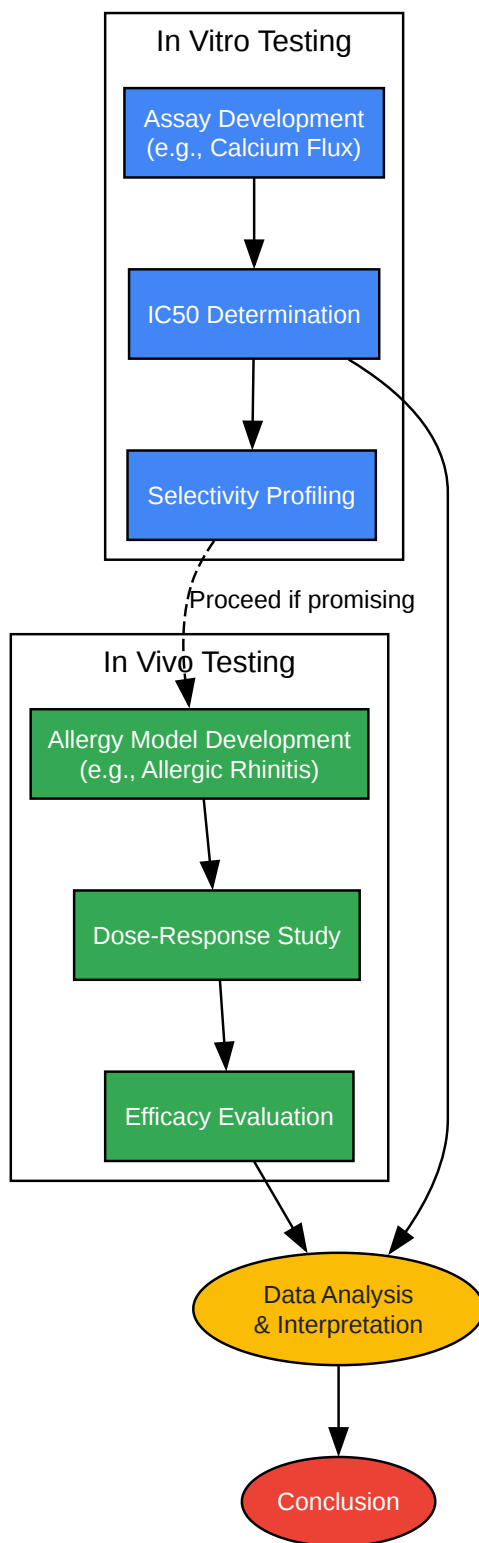 In Vitro Testing
Assay Development
(e.g., Calcium Flux)
IC50 Determination
Selectivity Profiling
Proceed if promising
In Vivo Testing
Allergy Model Development
(e.g., Allergic Rhinitis)
Dose-Response Study
Efficacy Evaluation
Data Analysis
& Interpretation
Conclusion